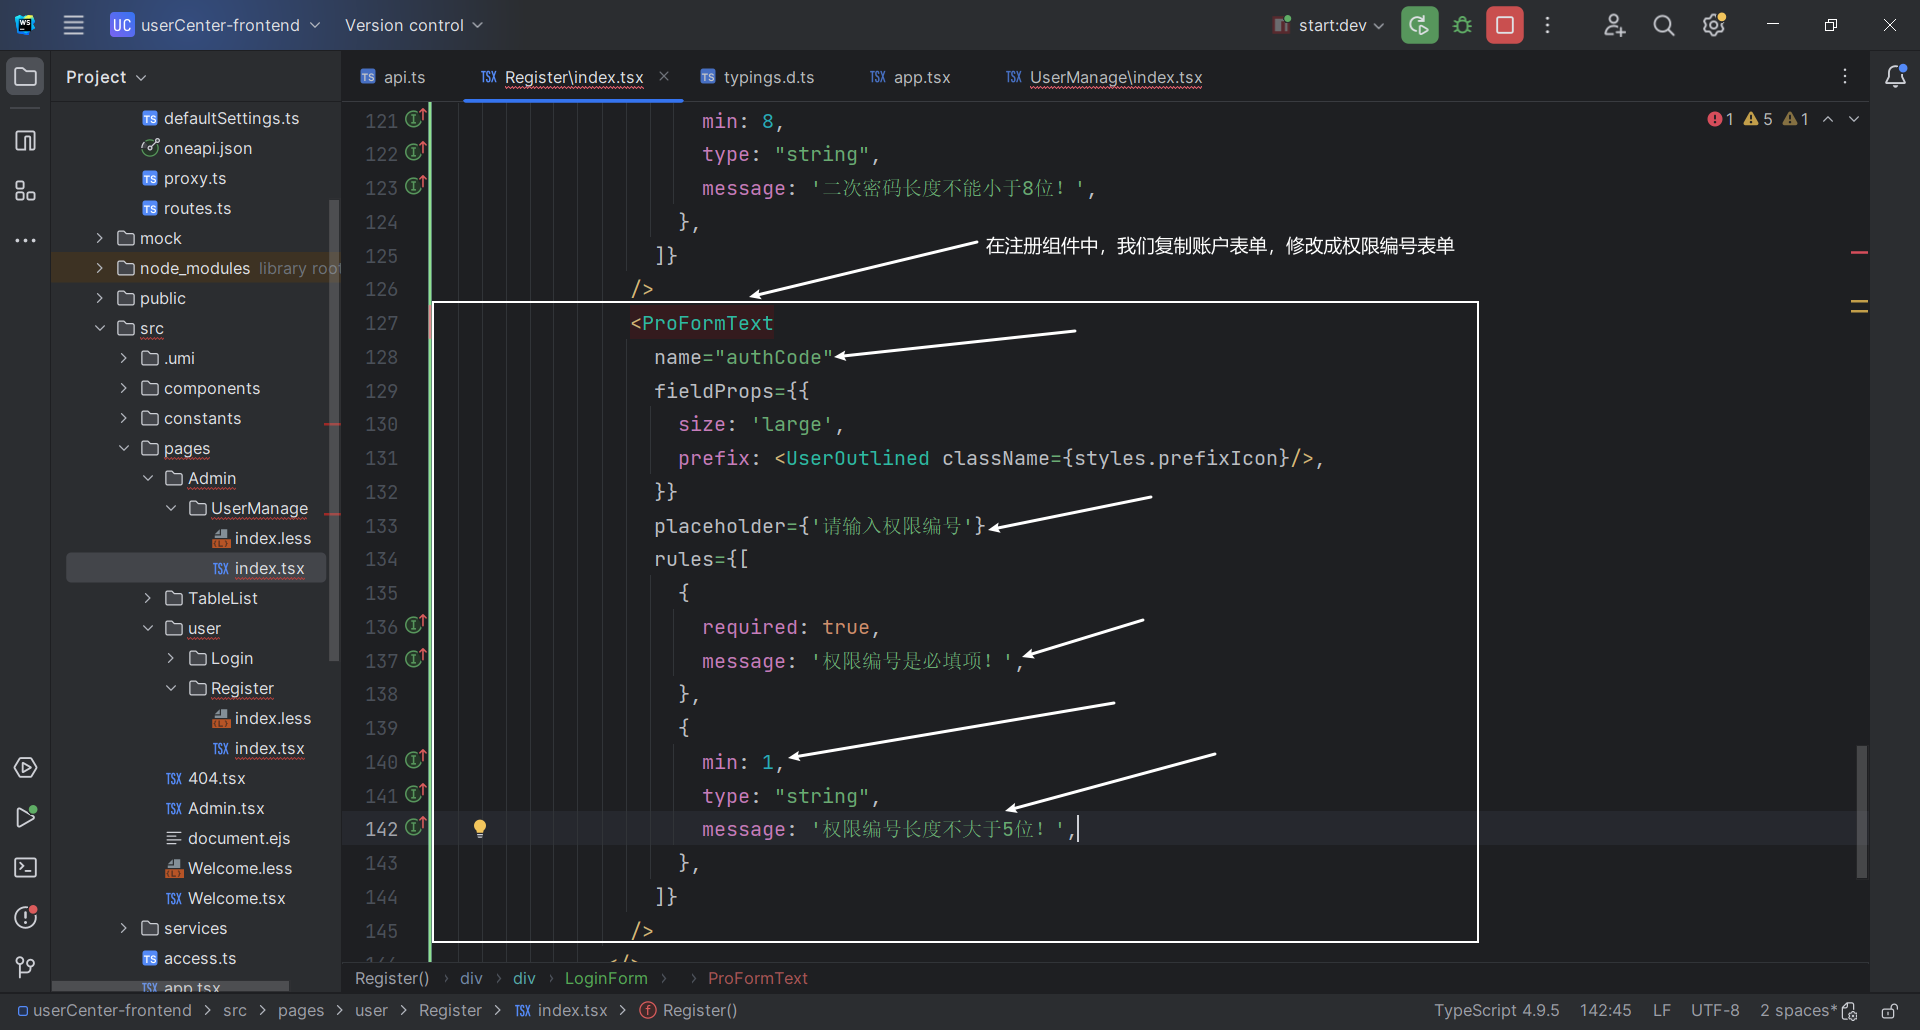 WS
UC userCenter-frontend
Version control
start:dev
Project
defaultSettings.ts
oneapi.json
proxy.ts
routes.ts
mock
node_modules library root
public
src
.umi
components
constants
pages
Admin
UserManage
index.less
index.tsx
TableList
user
Login
Register
index.less
index.tsx
404.tsx
Admin.tsx
document.ejs
Welcome.less
Welcome.tsx
services
access.ts
app.tsx
api.ts
Register\index.tsx
typings.d.ts
app.tsx
UserManage\index.tsx
1 5 1
121 min: 8,
122 type: "string",
123 message: '二次密码长度不能小于8位! ',
124 },
125 ]}
在注册组件中，我们复制账户表单，修改成权限编号表单
126 />
127 <ProFormText
128 name="authCode"
129 fieldProps={{
130 size: 'large',
131 prefix: <UserOutlined className={styles.prefixIcon}/>,
132 }}
133 placeholder={'请输入权限编号'}
134 rules={[
135 {
136 required: true,
137 message: '权限编号是必填项! ',
138 },
139 {
140 min: 1,
141 type: "string",
142 message: '权限编号长度不大于5位! ',
143 },
144 ]}
145 />
146 </>
Register() › div › div › LoginForm › › ProFormText
userCenter-frontend › src › pages › user › Register › index.tsx › Register()
TypeScript 4.9.5 142:45 LF UTF-8 2 spaces*